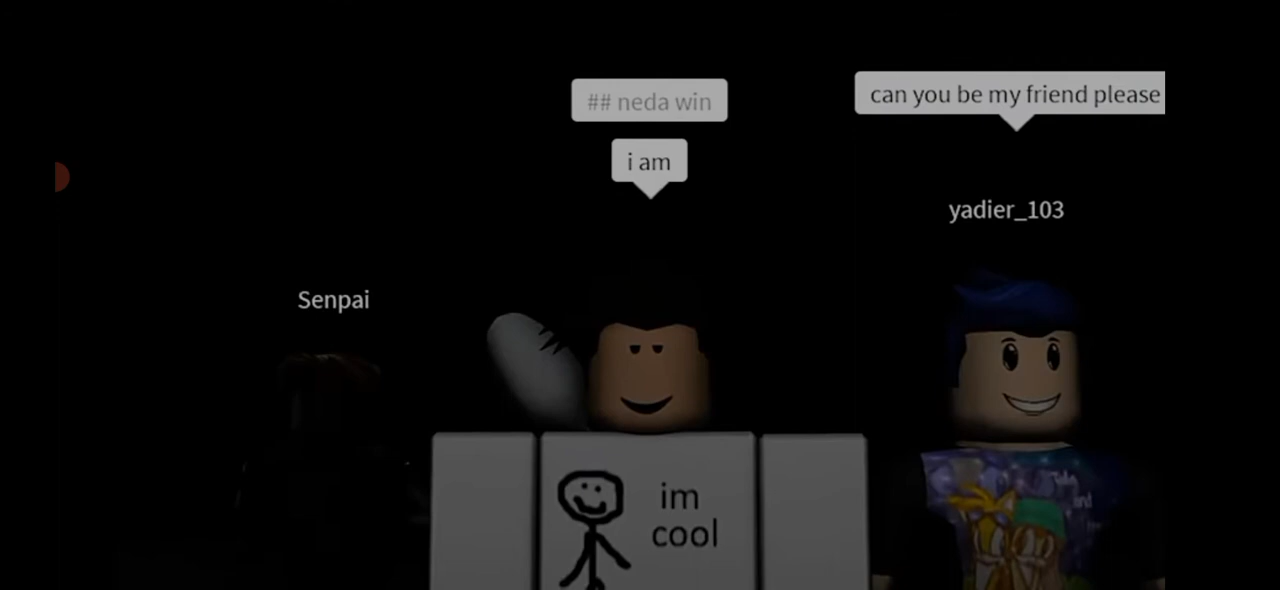 ## neda win
can you be my friend please
i am
yadier_103
Senpai
im
cool